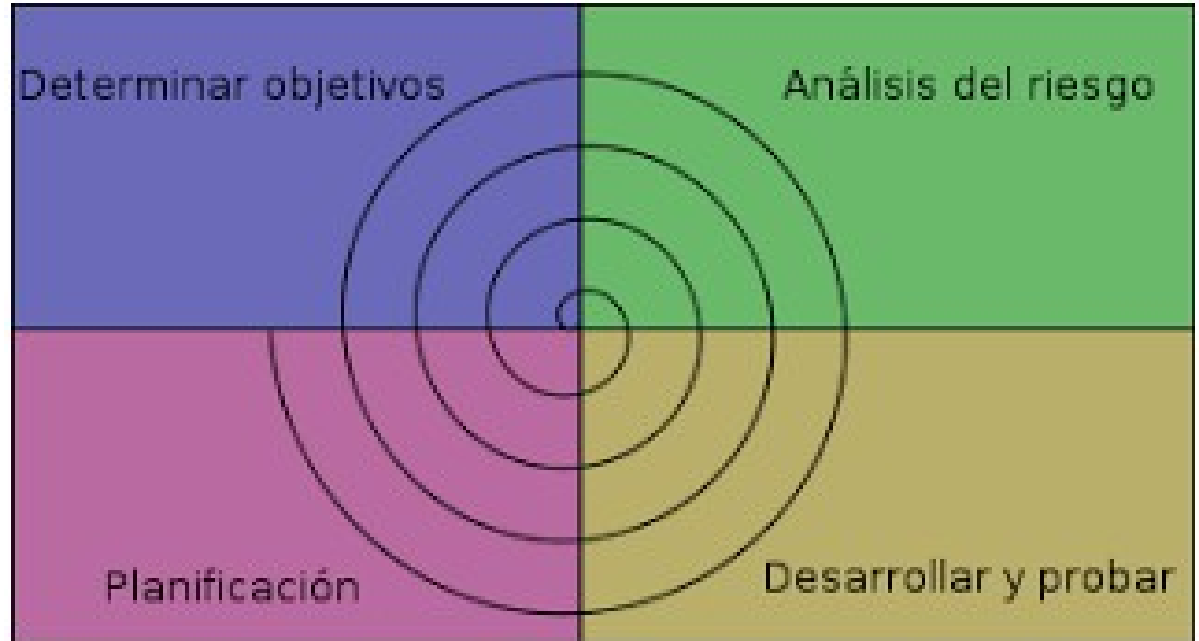 Determinar objetivos
Análisis del riesgo
Planificación
Desarrollar y probar